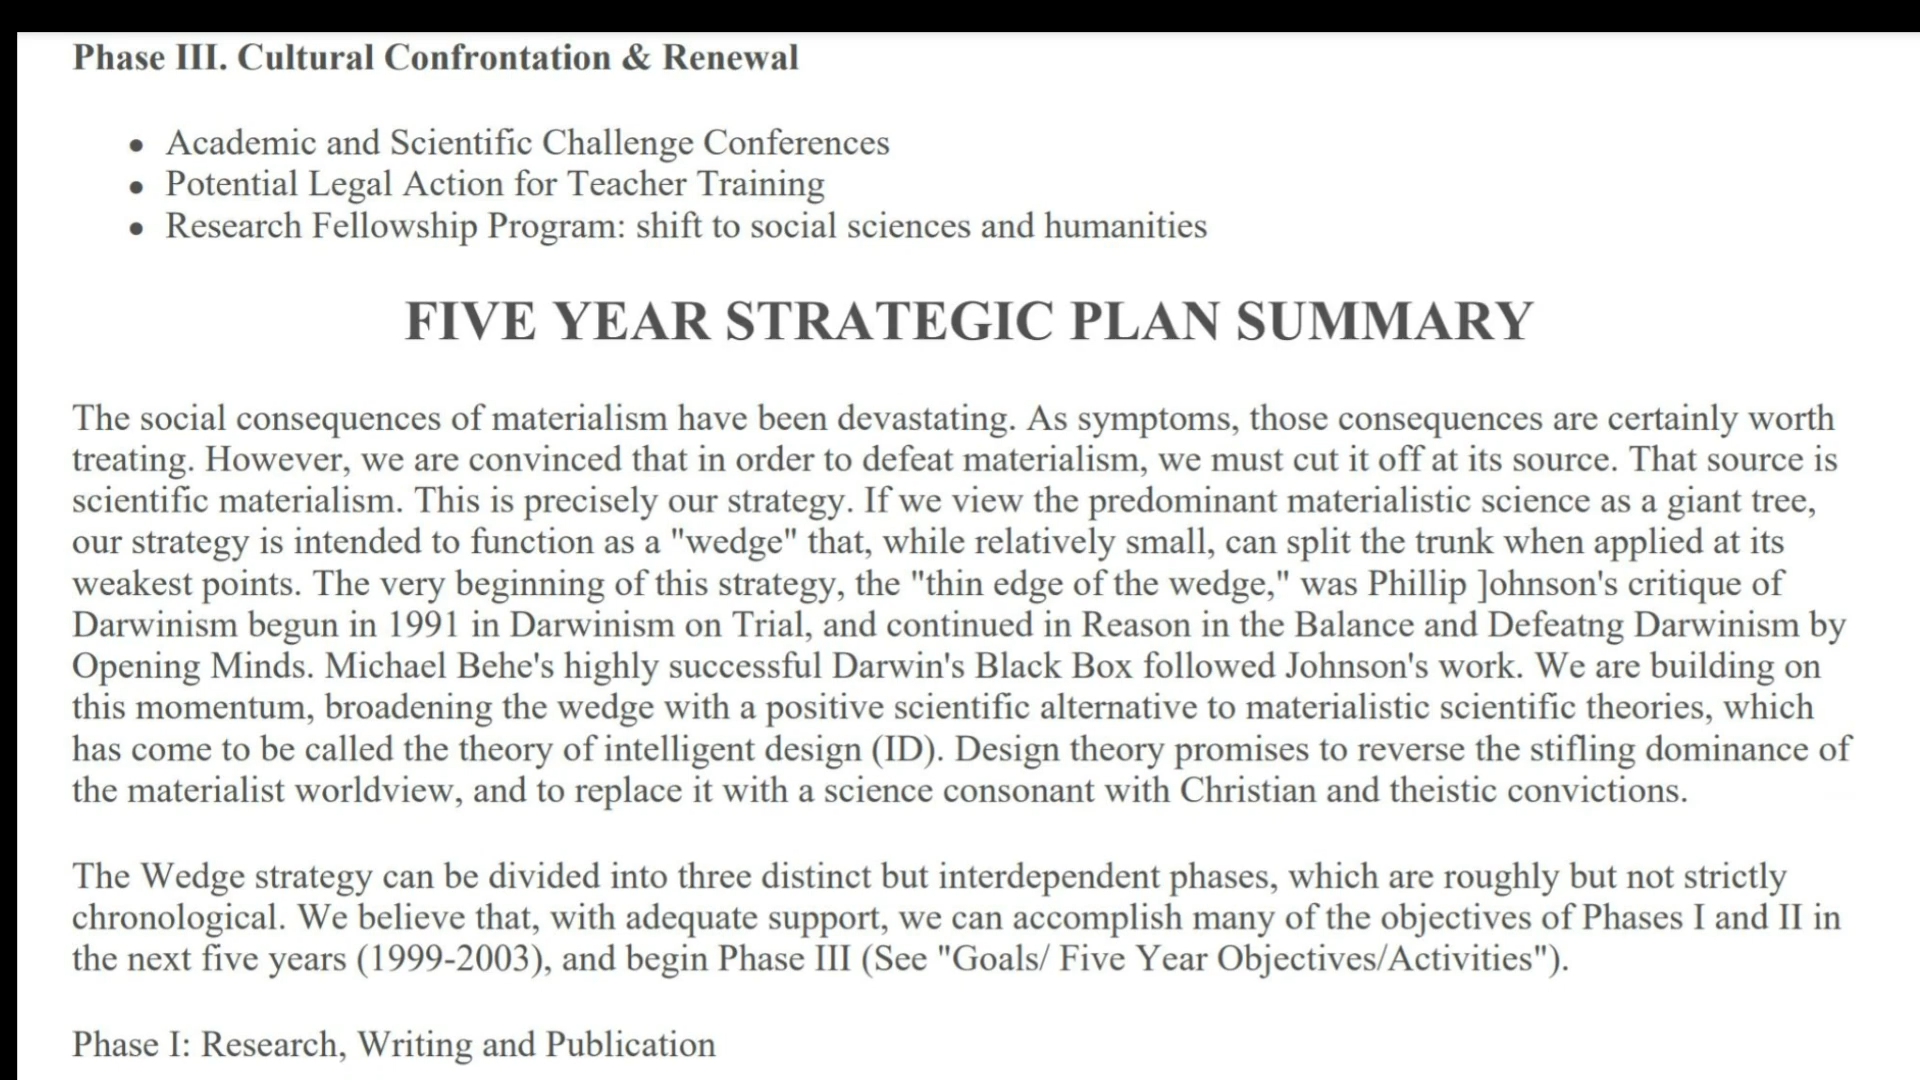 Phase III. Cultural Confrontation & Renewal
• Academic and Scientific Challenge Conferences
• Potential Legal Action for Teacher Training
• Research Fellowship Program: shift to social sciences and humanities
FIVE YEAR STRATEGIC PLAN SUMMARY
The social consequences of materialism have been devastating. As symptoms, those consequences are certainly worth
treating. However, we are convinced that in order to defeat materialism, we must cut it off at its source. That source is
scientific materialism. This is precisely our strategy. If we view the predominant materialistic science as a giant tree,
our strategy is intended to function as a "wedge" that, while relatively small, can split the trunk when applied at its
weakest points. The very beginning of this strategy, the "thin edge of the wedge," was Phillip ]ohnson's critique of
Darwinism begun in 1991 in Darwinism on Trial, and continued in Reason in the Balance and Defeatng Darwinism by
Opening Minds. Michael Behe's highly successful Darwin's Black Box followed Johnson's work. We are building on
this momentum, broadening the wedge with a positive scientific alternative to materialistic scientific theories, which
has come to be called the theory of intelligent design (ID). Design theory promises to reverse the stifling dominance of
the materialist worldview, and to replace it with a science consonant with Christian and theistic convictions.
The Wedge strategy can be divided into three distinct but interdependent phases, which are roughly but not strictly
chronological. We believe that, with adequate support, we can accomplish many of the objectives of Phases I and II in
the next five years (1999-2003), and begin Phase III (See "Goals/ Five Year Objectives/Activities").
Phase I: Research, Writing and Publication